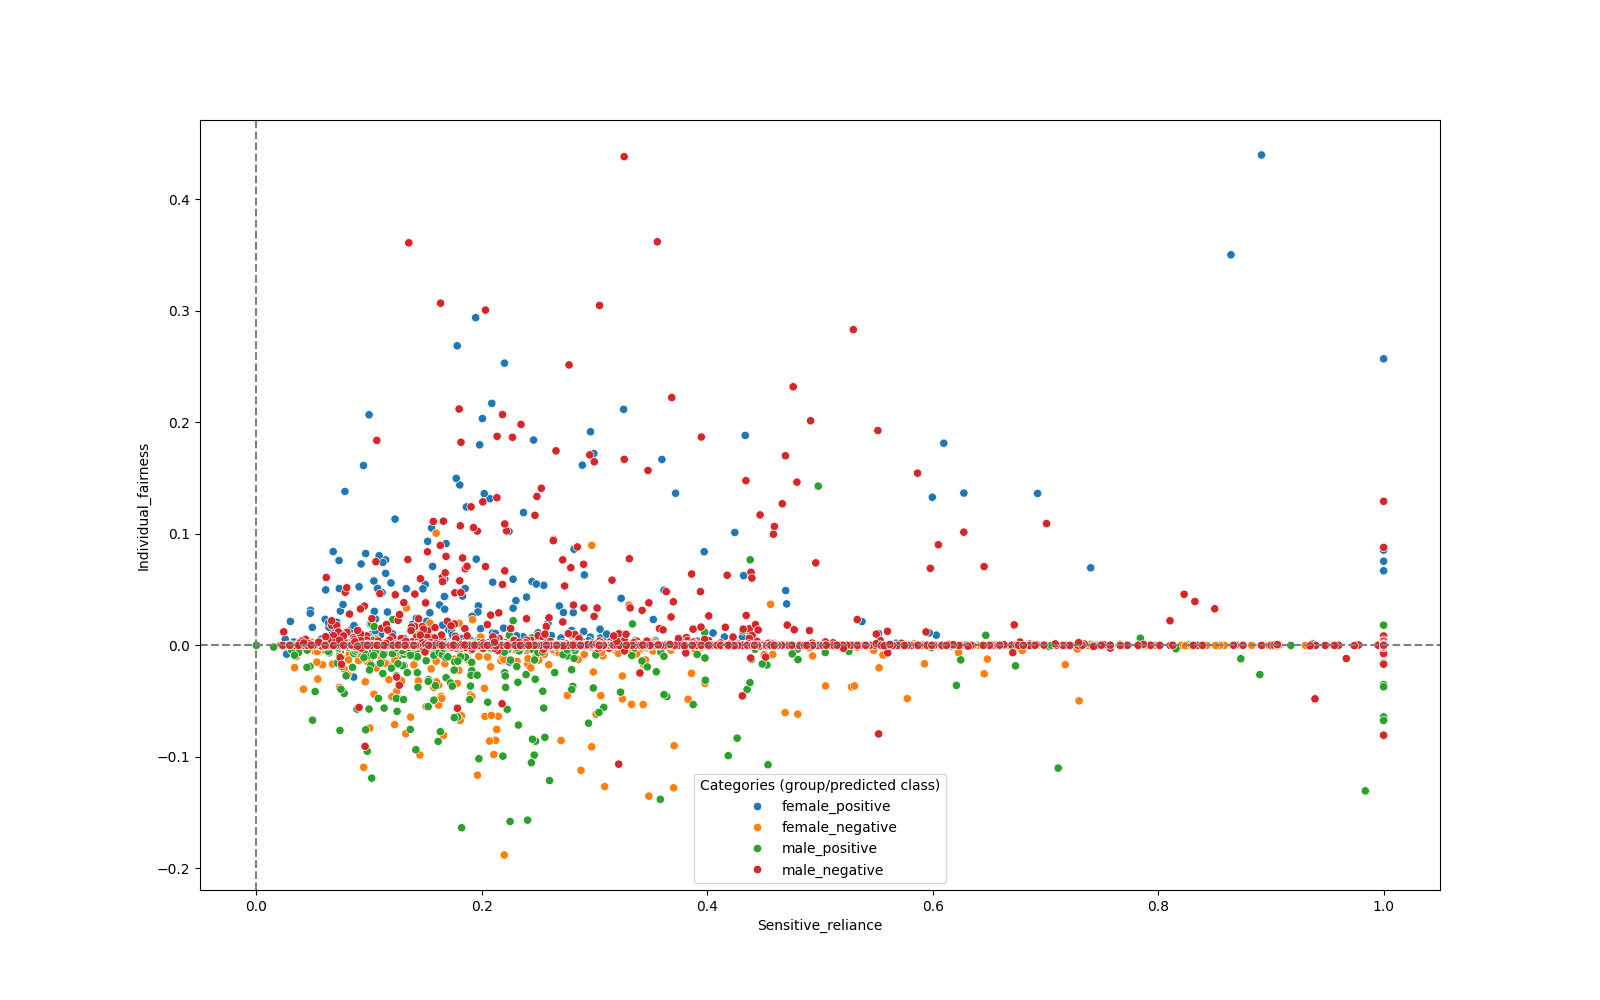 0.4
0.3
0.2
0.1
0.0
−0.1
−0.2
Individual_fairness
Categories (group/predicted class)
female_positive
female_negative
male_positive
male_negative
0.0 0.2 0.4 0.6 0.8 1.0
Sensitive_reliance